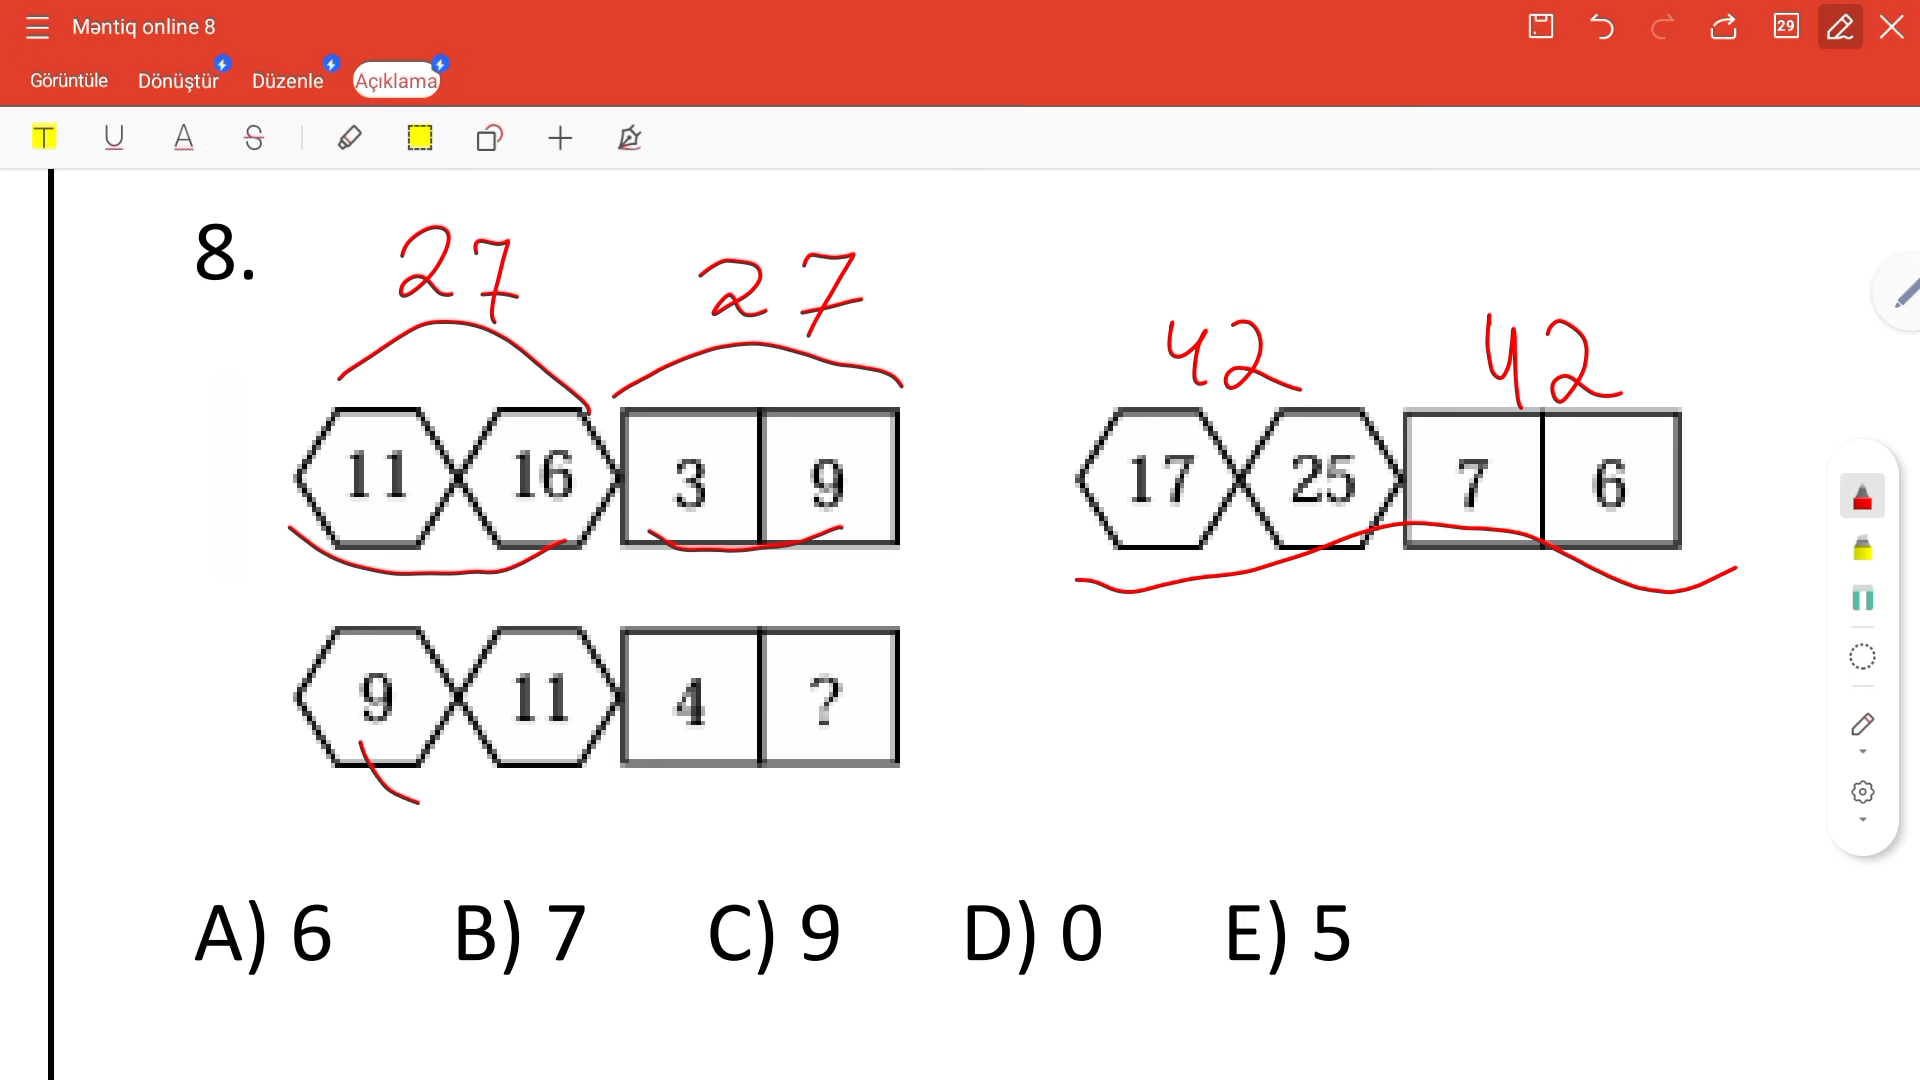 Məntiq online 8
29
Görüntüle Dönüştür Düzenle Açıklama
T U A S
8.
27 27
42 42
11 16 3 9 17 25 7 6
9 11 4 ?
A) 6 B) 7 C) 9 D) 0 E) 5